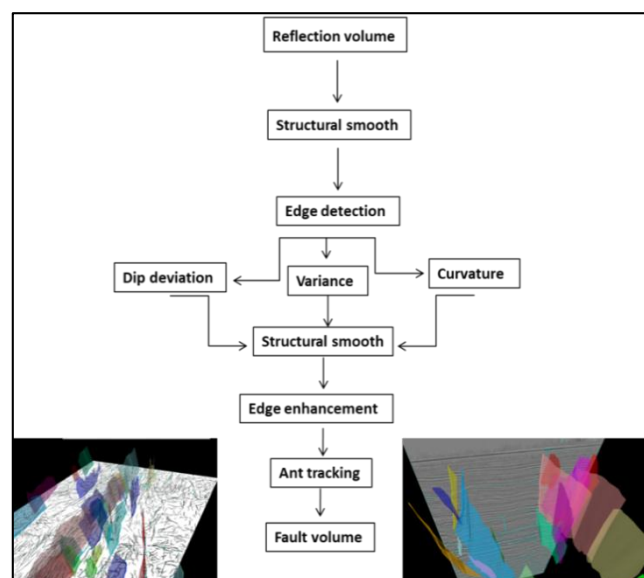 Reflection volume
Structural smooth
Edge detection
Dip deviation
Variance
Curvature
Structural smooth
Edge enhancement
Ant tracking
Fault volume